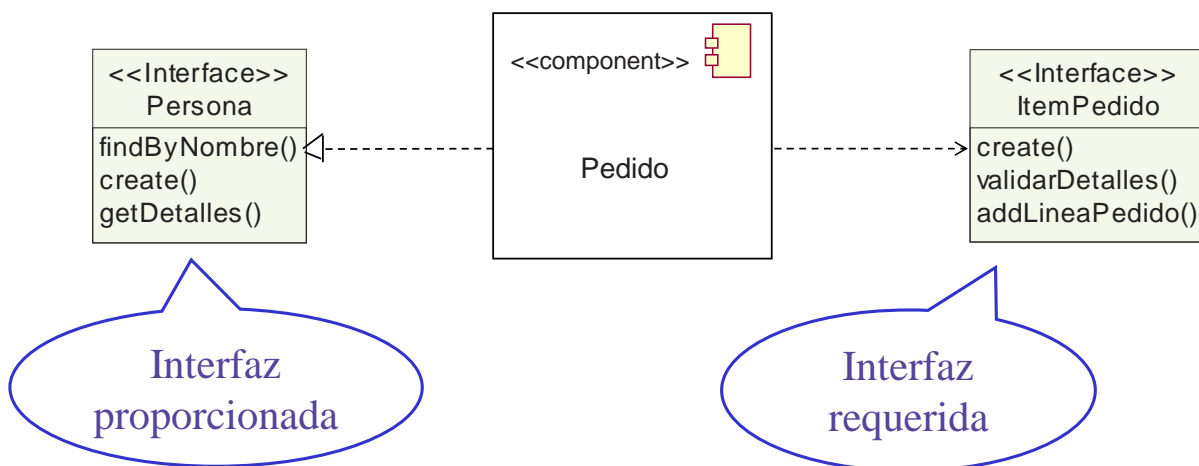 <<Interface>>
Persona
findByNombre()
create()
getDetalles()
<<component>>
Pedido
<<Interface>>
ItemPedido
create()
validarDetalles()
addLineaPedido()
Interfaz
proporcionada
Interfaz
requerida